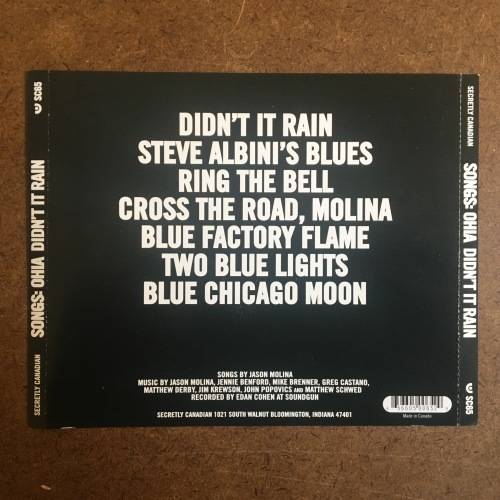 DIDN'T IT RAIN
STEVE ALBINI'S BLUES
RING THE BELL
CROSS THE ROAD, MOLINA
BLUE FACTORY FLAME
TWO BLUE LIGHTS
BLUE CHICAGO MOON
SONGS BY JASON MOLINA
MUSIC BY JASON MOLINA, JENNIE BENFORD, MIKE BRENNER, GREG CASTANO,
MATTHEW DERBY, JIM KREWSON, JOHN POPOVICS AND MATTHEW SCHWED
RECORDED BY EDAN COHEN AT SOUNDGUN
SECRETLY CANADIAN 1021 SOUTH WALNUT BLOOMINGTON, INDIANA 47401
Made in Canada
SECRETLY CANADIAN SONGS: OHIA DIDN'T IT RAIN SC85
SECRETLY CANADIAN SONGS: OHIA DIDN'T IT RAIN SC85